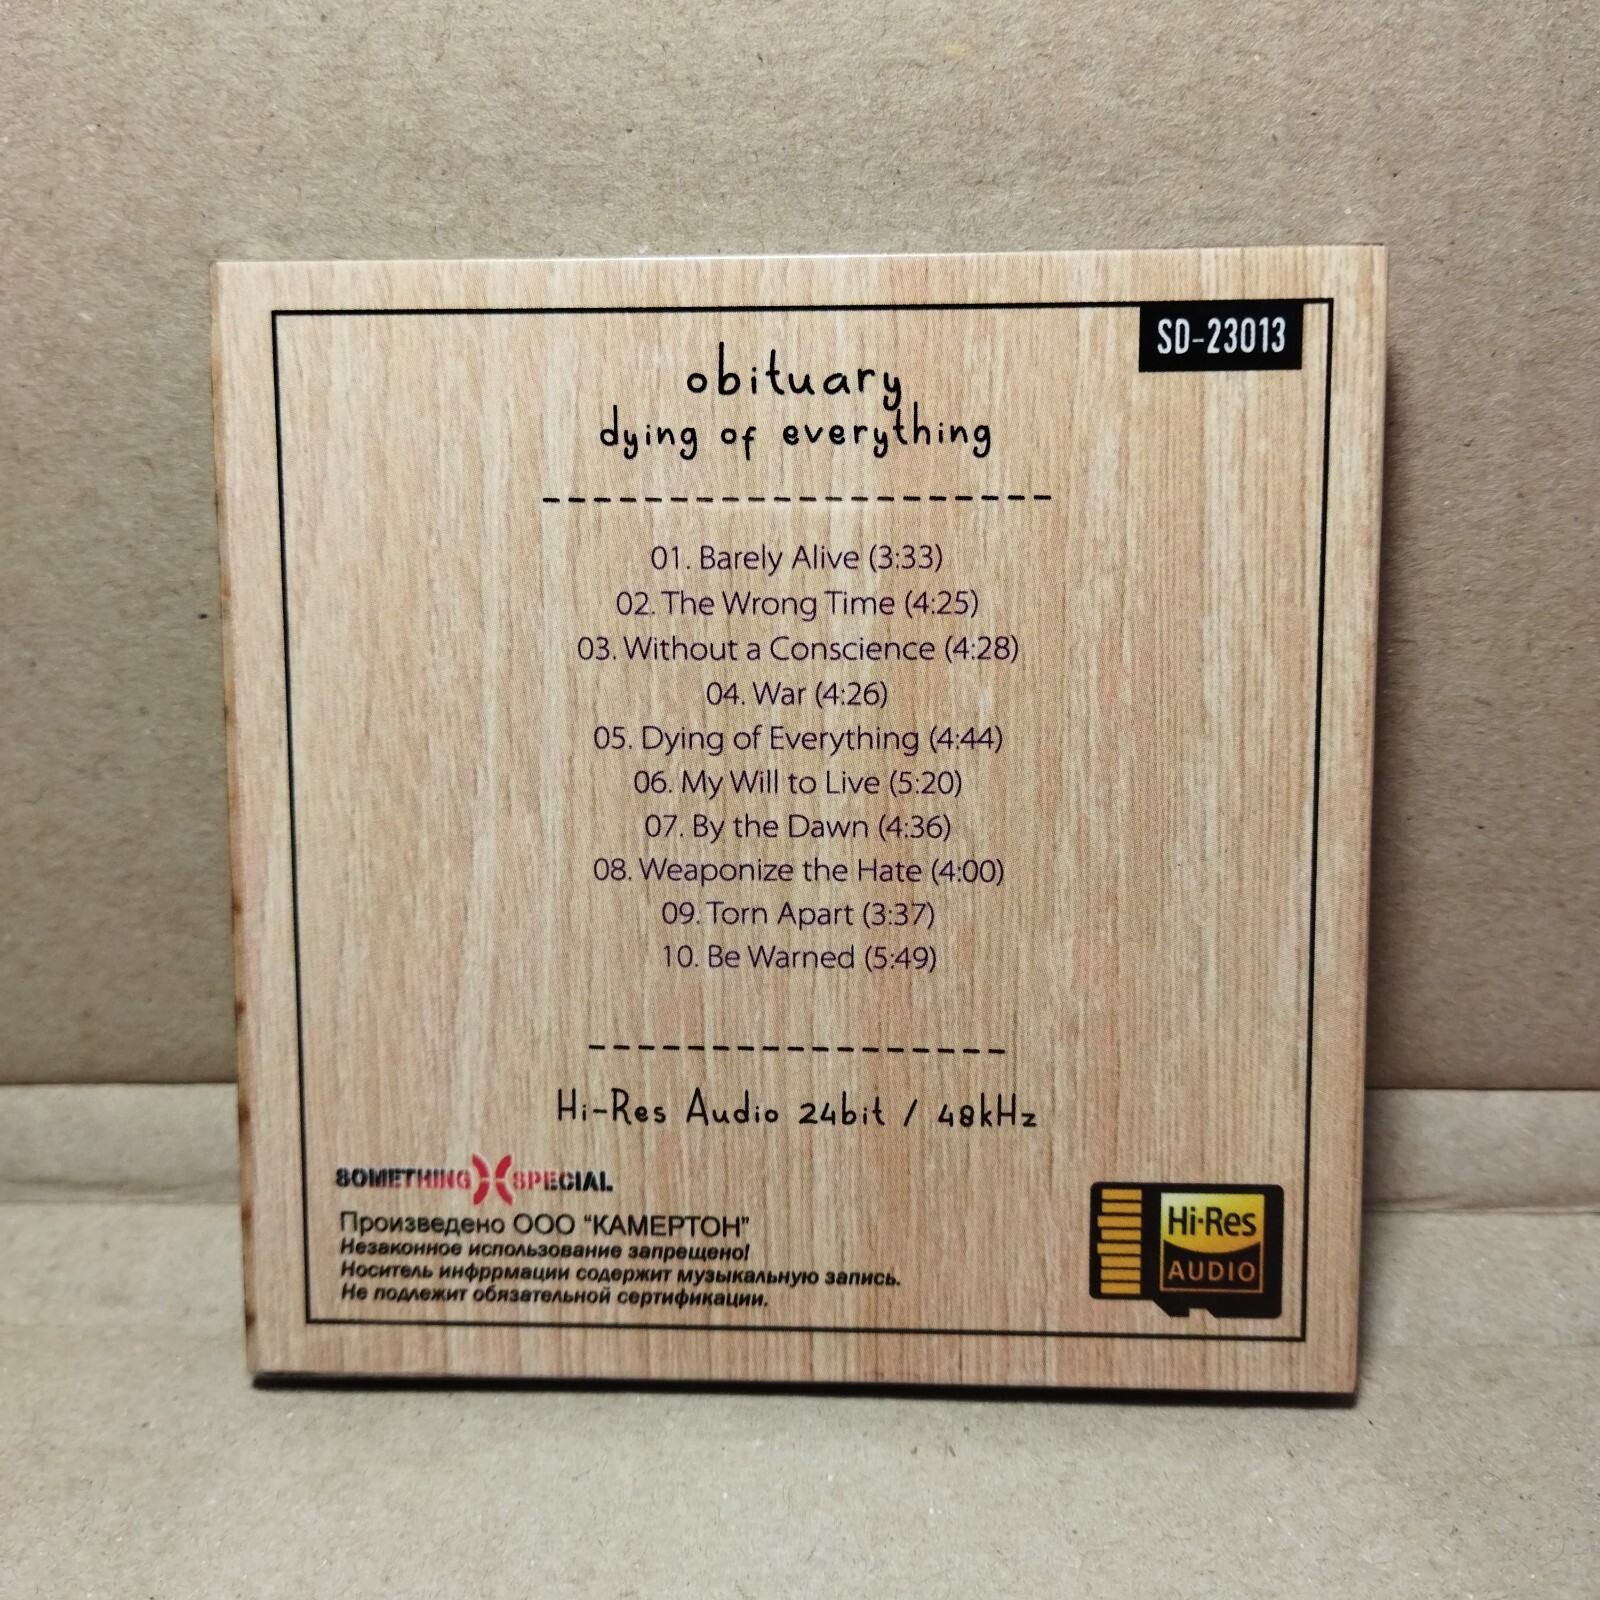 SD-23013
obituary
dying of everything
01. Barely Alive (3:33)
02. The Wrong Time (4:25)
03. Without a Conscience (4:28)
04. War (4:26)
05. Dying of Everything (4:44)
06. My Will to Live (5:20)
07. By the Dawn (4:36)
08. Weaponize the Hate (4:00)
09. Torn Apart (3:37)
10. Be Warned (5:49)
Hi-Res Audio 24bit / 48kHz
SOMETHING SPECIAL
Произведено ООО “КАМЕРТОН”
Незаконное использование запрещено!
Носитель инфррмации содержит музыкальную запись.
Не подлежит обязательной сертификации.
Hi-Res
AUDIO